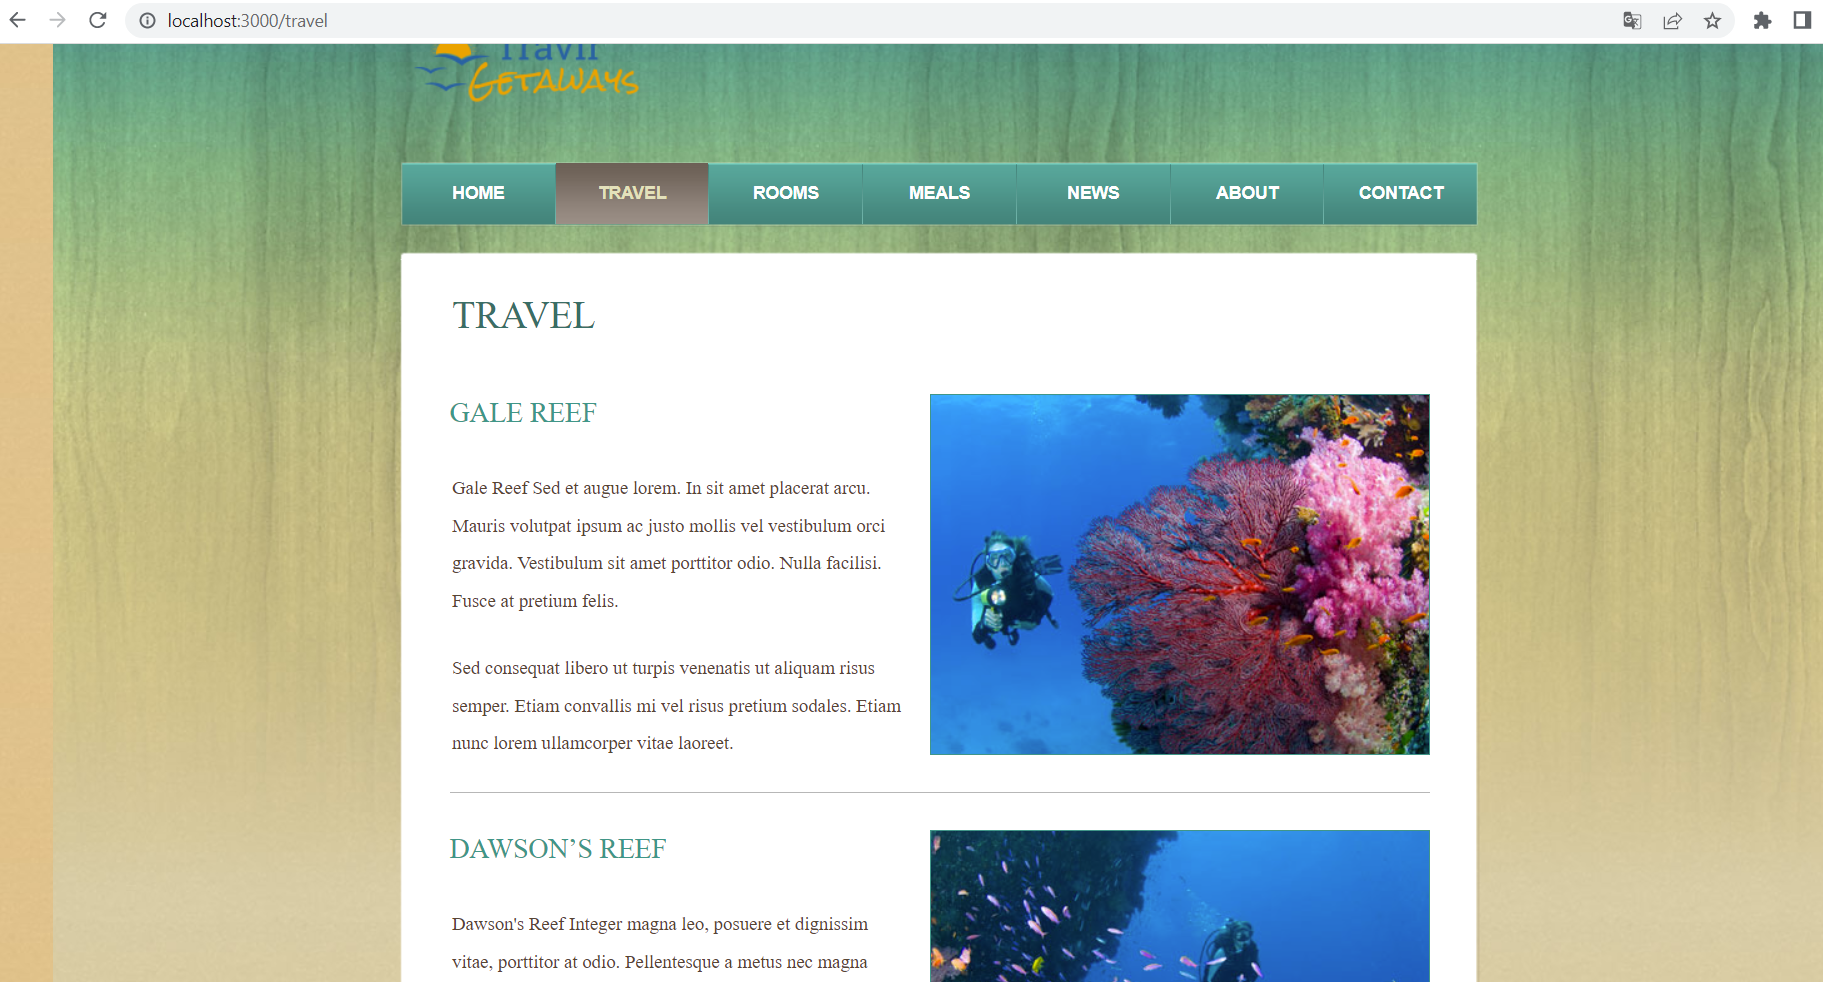 localhost:3000/travel
Travir
GETAWAYS
HOME TRAVEL ROOMS MEALS NEWS ABOUT CONTACT
TRAVEL
GALE REEF
Gale Reef Sed et augue lorem. In sit amet placerat arcu.
Mauris volutpat ipsum ac justo mollis vel vestibulum orci
gravida. Vestibulum sit amet porttitor odio. Nulla facilisi.
Fusce at pretium felis.
Sed consequat libero ut turpis venenatis ut aliquam risus
semper. Etiam convallis mi vel risus pretium sodales. Etiam
nunc lorem ullamcorper vitae laoreet.
DAWSON’S REEF
Dawson's Reef Integer magna leo, posuere et dignissim
vitae, porttitor at odio. Pellentesque a metus nec magna